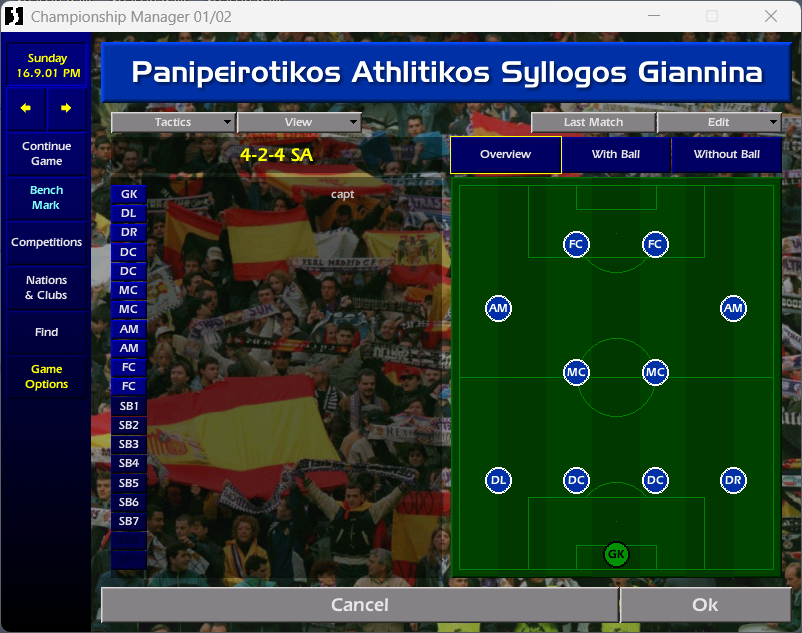 Championship Manager 01/02
Sunday
16.9.01 PM
Panipeirotikos Athlitikos Syllogos Giannina
Continue
Game
Bench
Mark
Competitions
Nations
& Clubs
Find
Game
Options
Tactics
View
Last Match
Edit
4-2-4 SA
Overview
With Ball
Without Ball
GK
capt
DL
DR
DC
DC
MC
MC
AM
AM
FC
FC
SB1
SB2
SB3
SB4
SB5
SB6
SB7
FC FC
AM AM
MC MC
DL DC DC DR
GK
REAL MADRID C.F.
Cancel
Ok